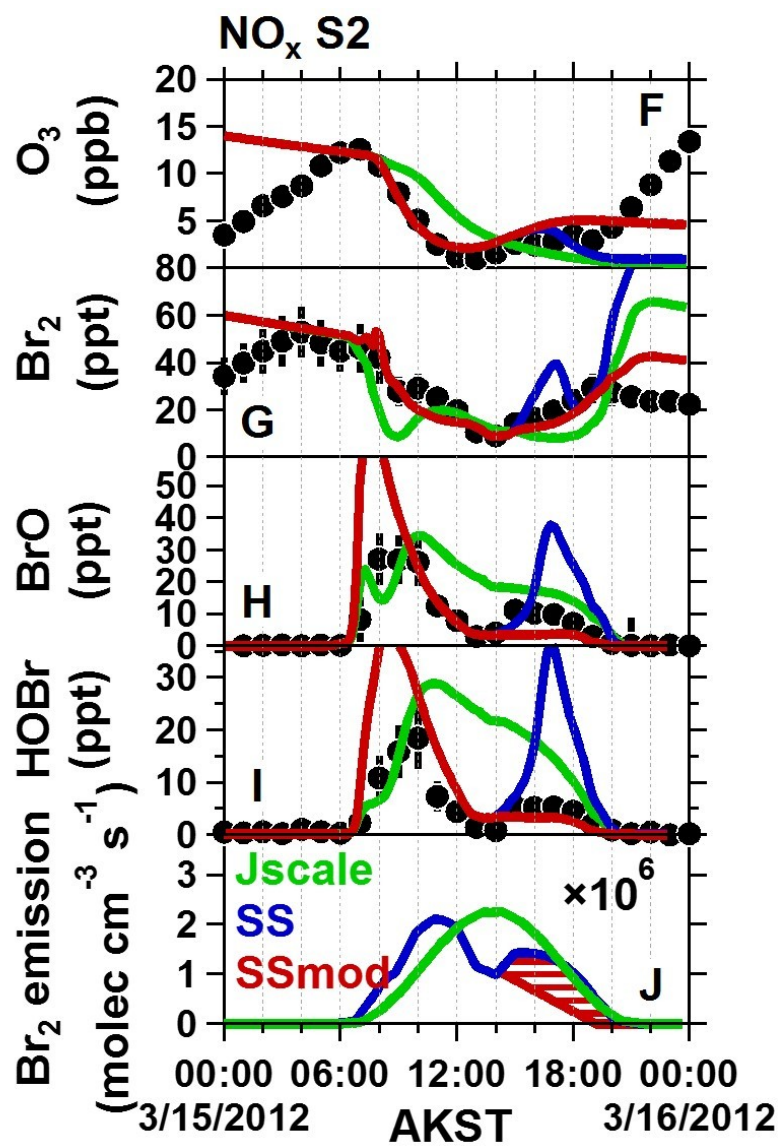 NOx S2
O3 (ppb)
20
15
10
5
F
Br2 (ppt)
80
60
40
20
0
G
BrO (ppt)
50
40
30
20
10
0
H
HOBr (ppt)
30
20
10
0
I
Br2 emission (molec cm-3 s-1)
3
2
1
0
Jscale
SS
SSmod
×10^6
J
00:00 06:00 12:00 18:00 00:00
3/15/2012 AKST 3/16/2012